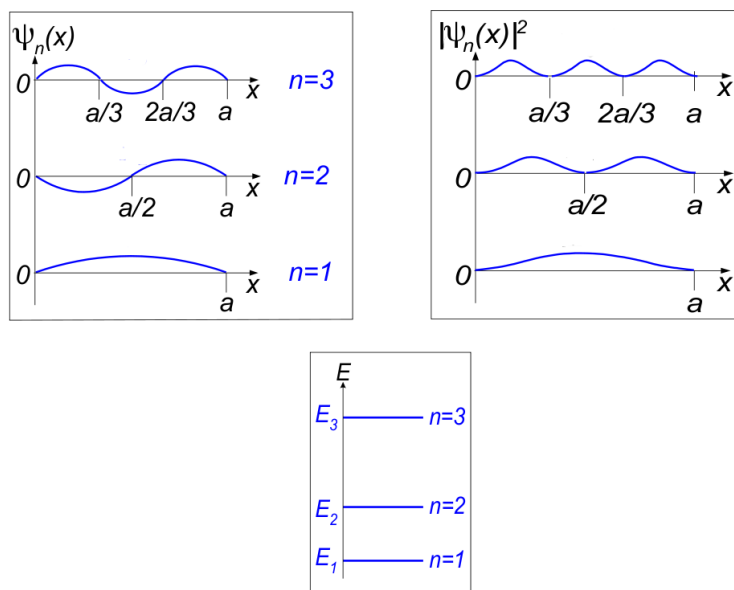 Ψn(x)
0 x n=3
a/3 2a/3 a
0 x n=2
a/2 a
0 x n=1
a
|Ψn(x)|²
0 x
a/3 2a/3 a
0 x
a/2 a
0 x
a
E
E3 n=3
E2 n=2
E1 n=1